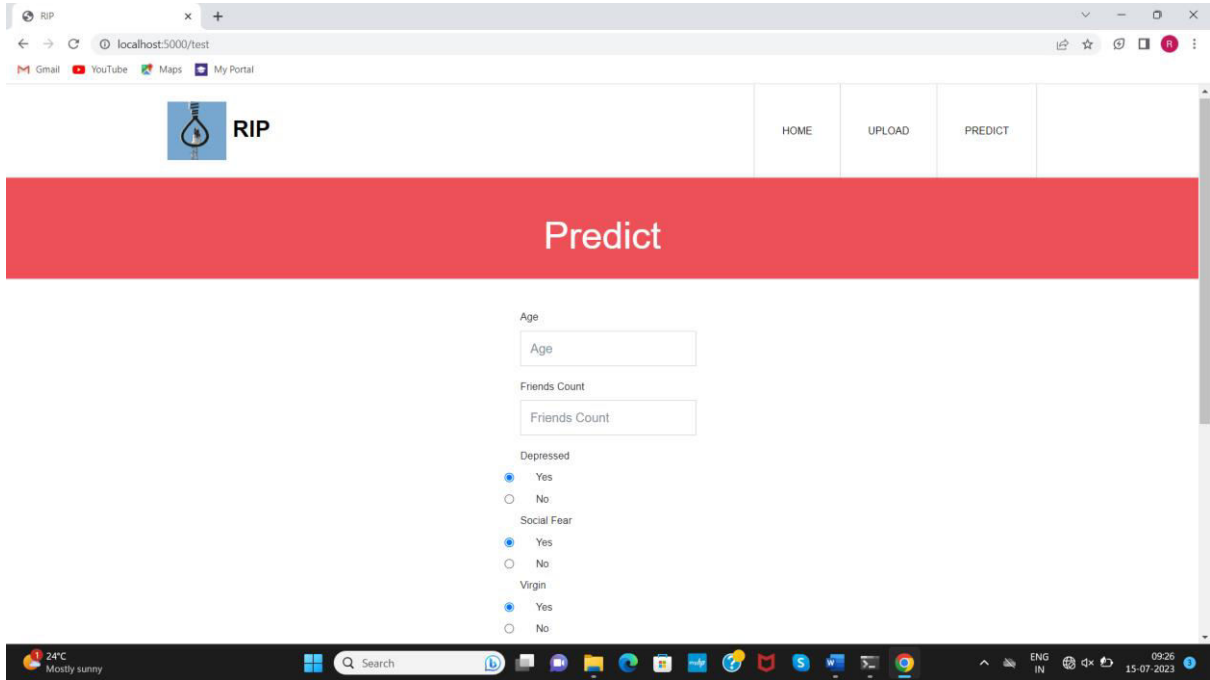 RIP
localhost:5000/test
R
Gmail YouTube Maps My Portal
RIP
HOME UPLOAD PREDICT
Predict
Age
Age
Friends Count
Friends Count
Depressed
Yes
No
Social Fear
Yes
No
Virgin
Yes
No
1 24°C
Mostly sunny
Search
ENG
IN
09:26
15-07-2023